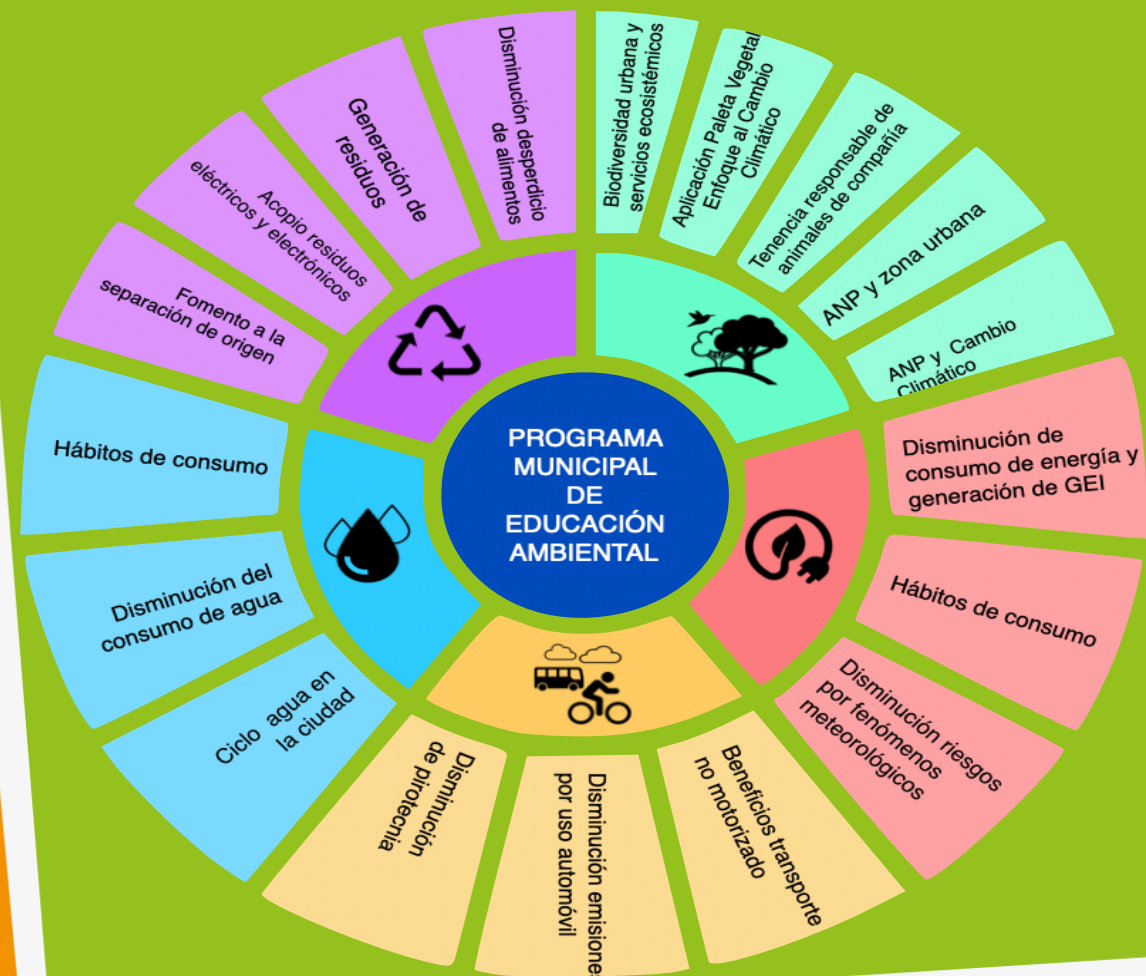 PROGRAMA
MUNICIPAL
DE
EDUCACIÓN
AMBIENTAL
Biodiversidad urbana y
servicios ecosistémicos
Aplicación Paleta Vegetal
Enfoque al Cambio
Climático
Tenencia responsable de
animales de compañía
ANP y zona urbana
ANP y Cambio
Climático
Disminución de
consumo de energía y
generación de GEI
Hábitos de consumo
Disminución riesgos
por fenómenos
meteorológicos
Beneficios transporte
no motorizado
Disminución emisiones
por uso automóvil
Disminución
de pirotecnia
Ciclo agua en
la ciudad
Disminución del
consumo de agua
Hábitos de consumo
Fomento a la
separación de origen
Acopio residuos
eléctricos y electrónicos
Generación de
residuos
Disminución desperdicio
de alimentos